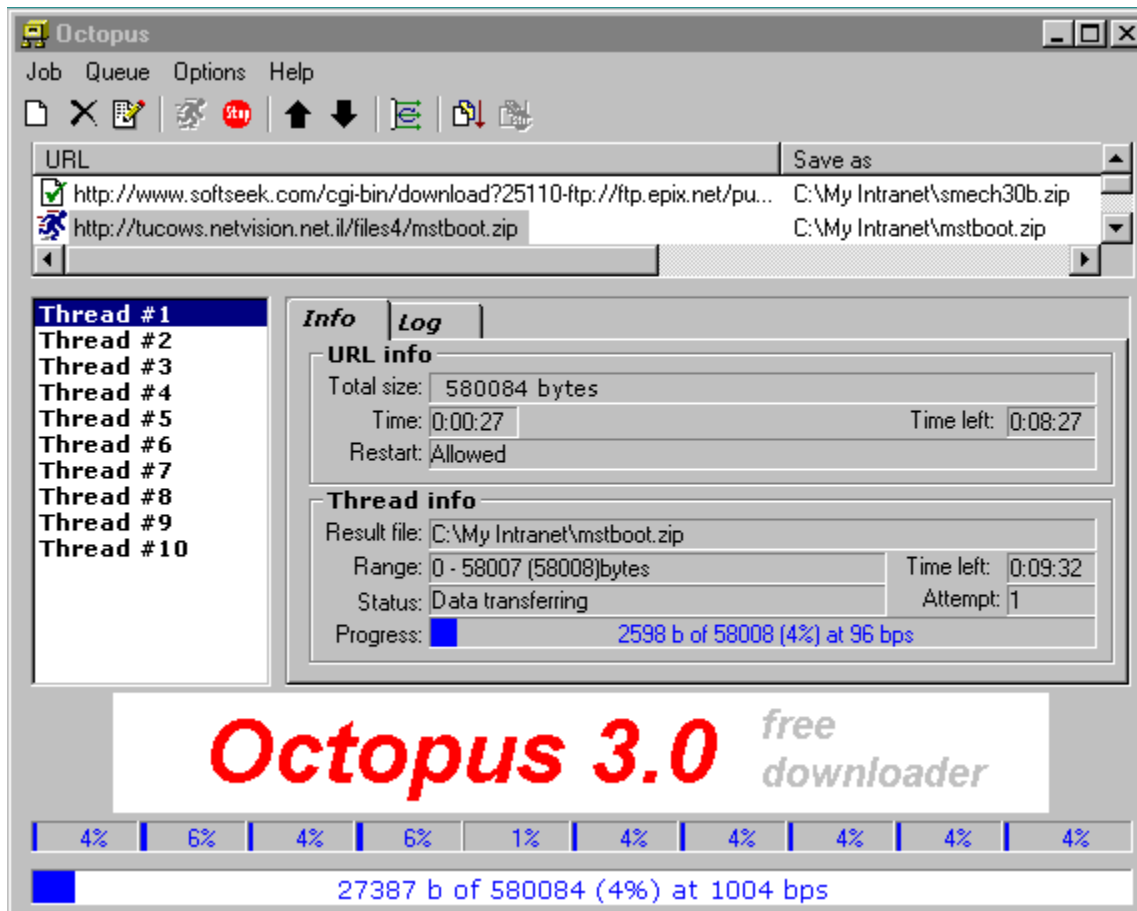 Octopus
Job Queue Options Help
Stop
URL Save as
http://www.softseek.com/cgi-bin/download?25110-ftp://ftp.epix.net/pu... C:\My Intranet\smech30b.zip
http://tucows.netvision.net.il/files4/mstboot.zip C:\My Intranet\mstboot.zip
Thread #1
Thread #2
Thread #3
Thread #4
Thread #5
Thread #6
Thread #7
Thread #8
Thread #9
Thread #10
Info Log
URL info
Total size: 580084 bytes
Time: 0:00:27 Time left: 0:08:27
Restart: Allowed
Thread info
Result file: C:\My Intranet\mstboot.zip
Range: 0 - 58007 (58008)bytes Time left: 0:09:32
Status: Data transferring Attempt: 1
Progress: 2598 b of 58008 (4%) at 96 bps
Octopus 3.0 free downloader
4% 6% 4% 6% 1% 4% 4% 4% 4% 4%
27387 b of 580084 (4%) at 1004 bps